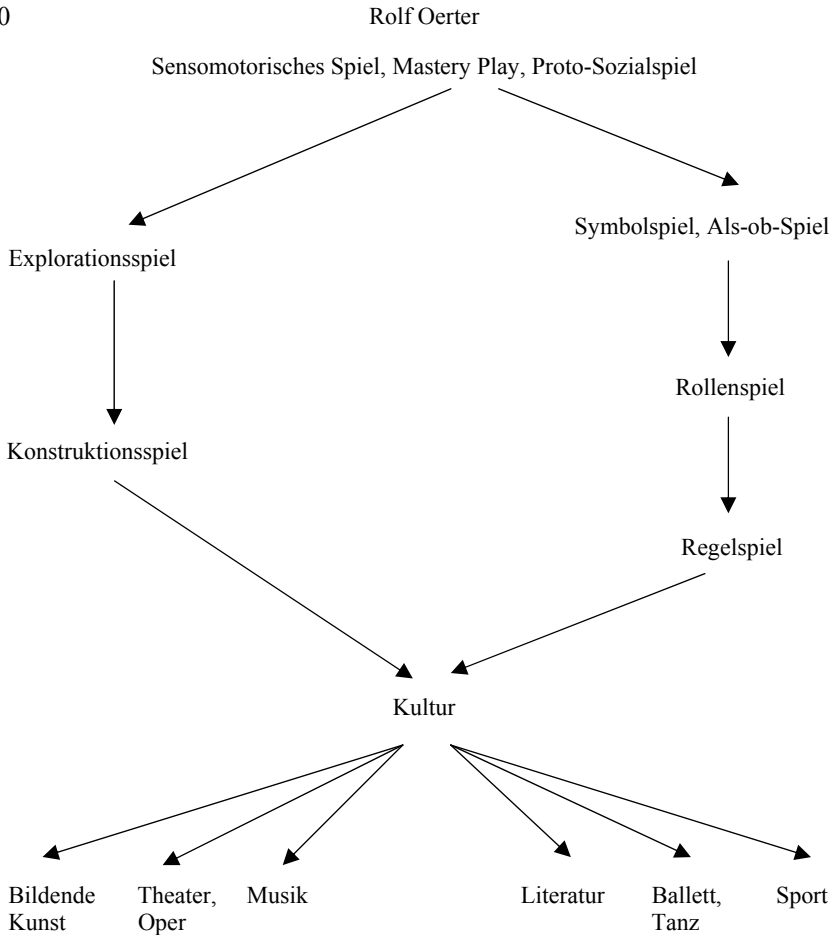 0 Rolf Oerter
Sensomotorisches Spiel, Mastery Play, Proto-Sozialspiel
Symbolspiel, Als-ob-Spiel
Explorationsspiel
Rollenspiel
Konstruktionsspiel
Regelspiel
Kultur
Bildende Theater, Musik Literatur Ballett, Sport
Kunst Oper Tanz